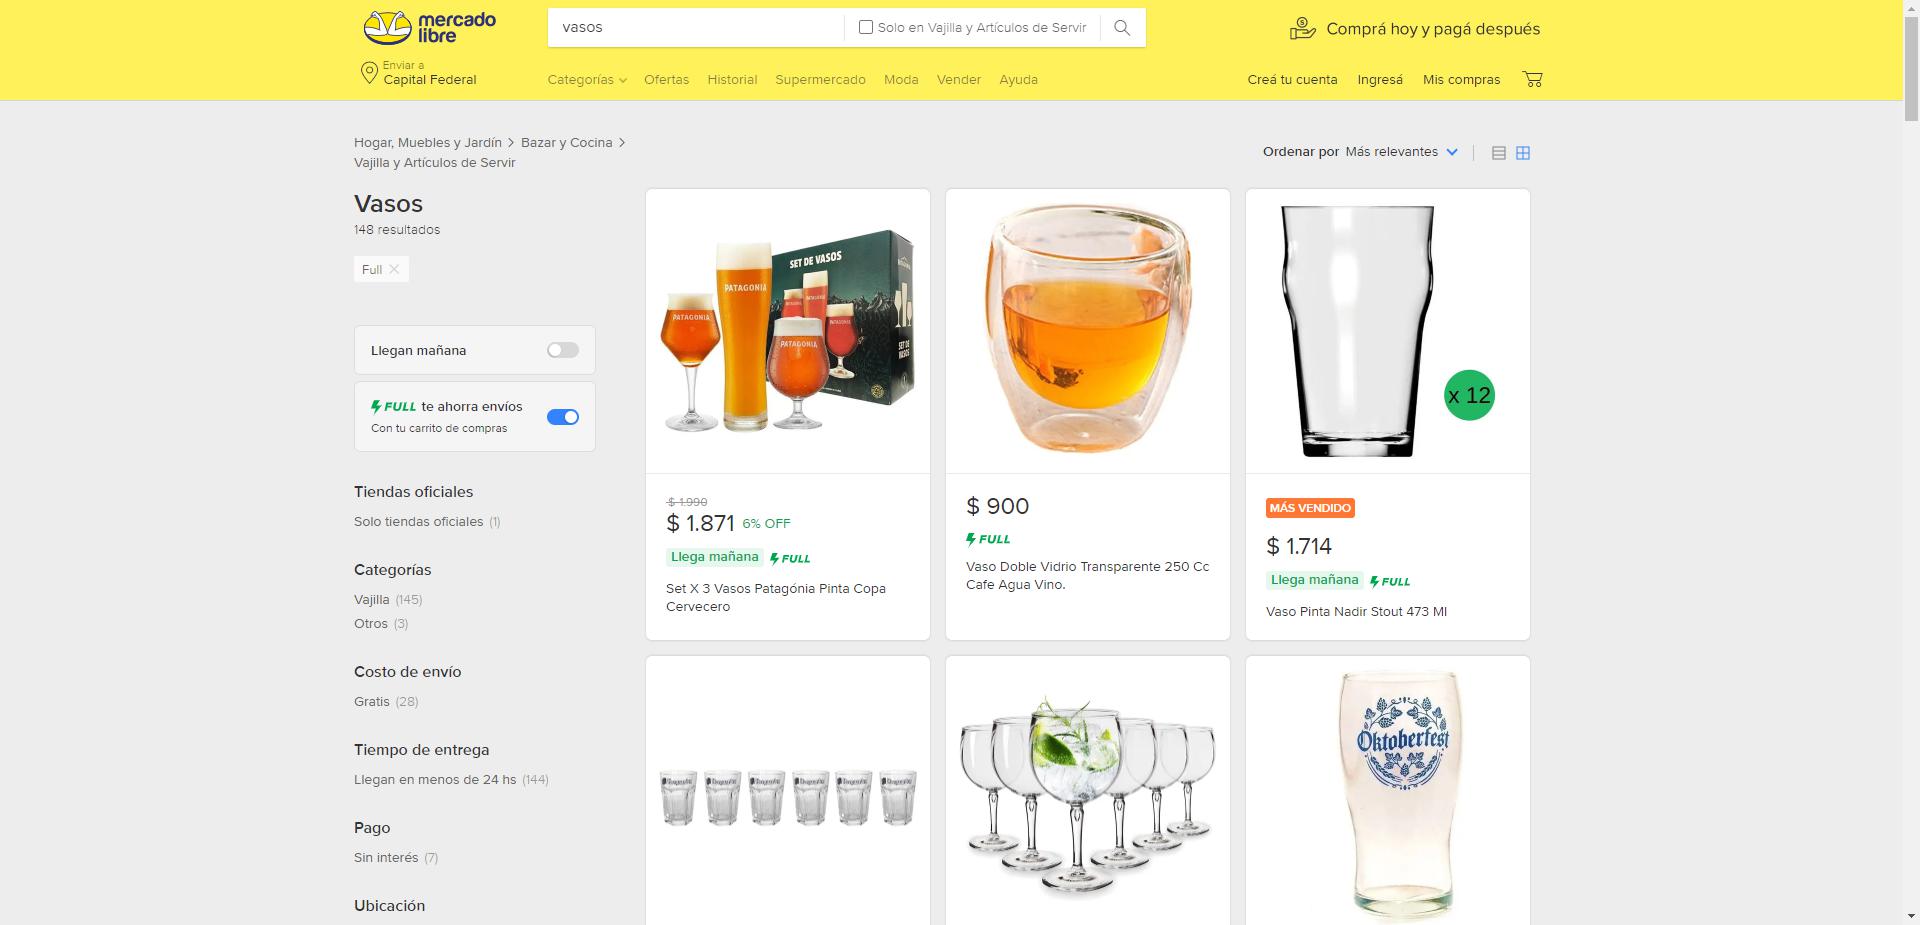 mercado
libre
vasos
Solo en Vajilla y Artículos de Servir
Comprá hoy y pagá después
Enviar a
Capital Federal
Categorías
Ofertas
Historial
Supermercado
Moda
Vender
Ayuda
Creá tu cuenta
Ingresá
Mis compras
Hogar, Muebles y Jardín > Bazar y Cocina >
Vajilla y Artículos de Servir
Ordenar por Más relevantes
Vasos
148 resultados
Full
Llegan mañana
FULL te ahorra envíos
Con tu carrito de compras
Tiendas oficiales
Solo tiendas oficiales (1)
Categorías
Vajilla (145)
Otros (3)
Costo de envío
Gratis (28)
Tiempo de entrega
Llegan en menos de 24 hs (144)
Pago
Sin interés (7)
Ubicación
SET DE VASOS
PATAGONIA
PATAGONIA
PATAGONIA
SET DE
VASOS
$ 1.990
$ 1.871 6% OFF
Llega mañana FULL
Set X 3 Vasos Patagónia Pinta Copa
Cervecero
$ 900
FULL
Vaso Doble Vidrio Transparente 250 Cc
Cafe Agua Vino.
x 12
MÁS VENDIDO
$ 1.714
Llega mañana FULL
Vaso Pinta Nadir Stout 473 Ml
Oktoberfest